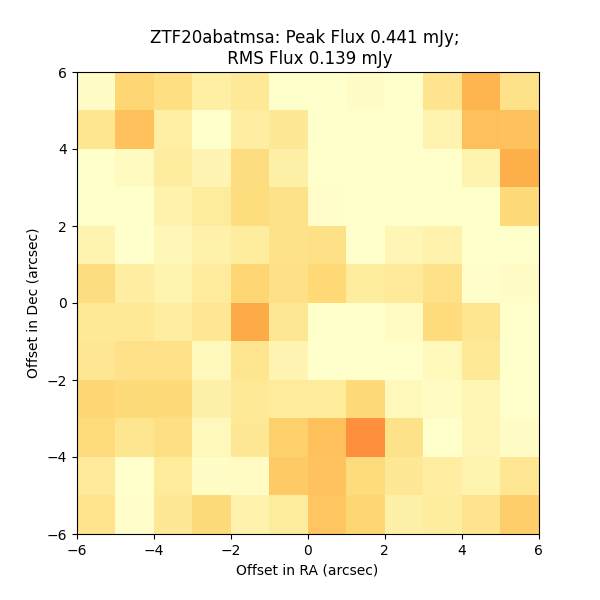 ZTF20abatmsa: Peak Flux 0.441 mJy;
RMS Flux 0.139 mJy
6
4
2
0
−2
−4
−6
Offset in Dec (arcsec)
−6 −4 −2 0 2 4 6
Offset in RA (arcsec)